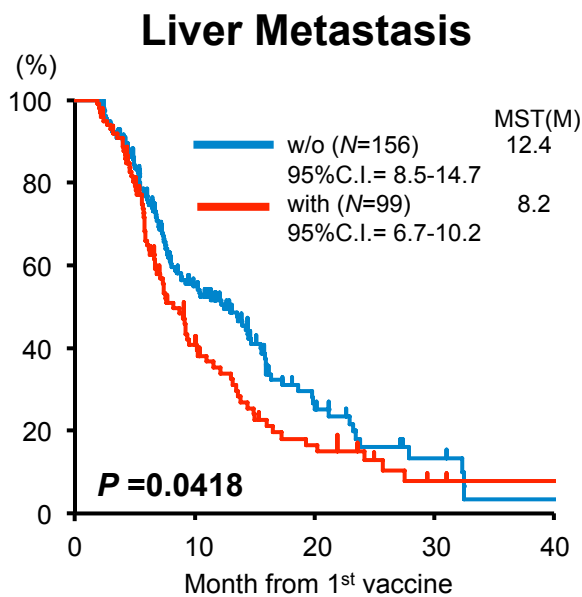 Liver Metastasis
(%)
MST(M)
w/o (N=156) 12.4
95%C.I.= 8.5-14.7
with (N=99) 8.2
95%C.I.= 6.7-10.2
100
80
60
40
20
0
P =0.0418
0 10 20 30 40
Month from 1st vaccine